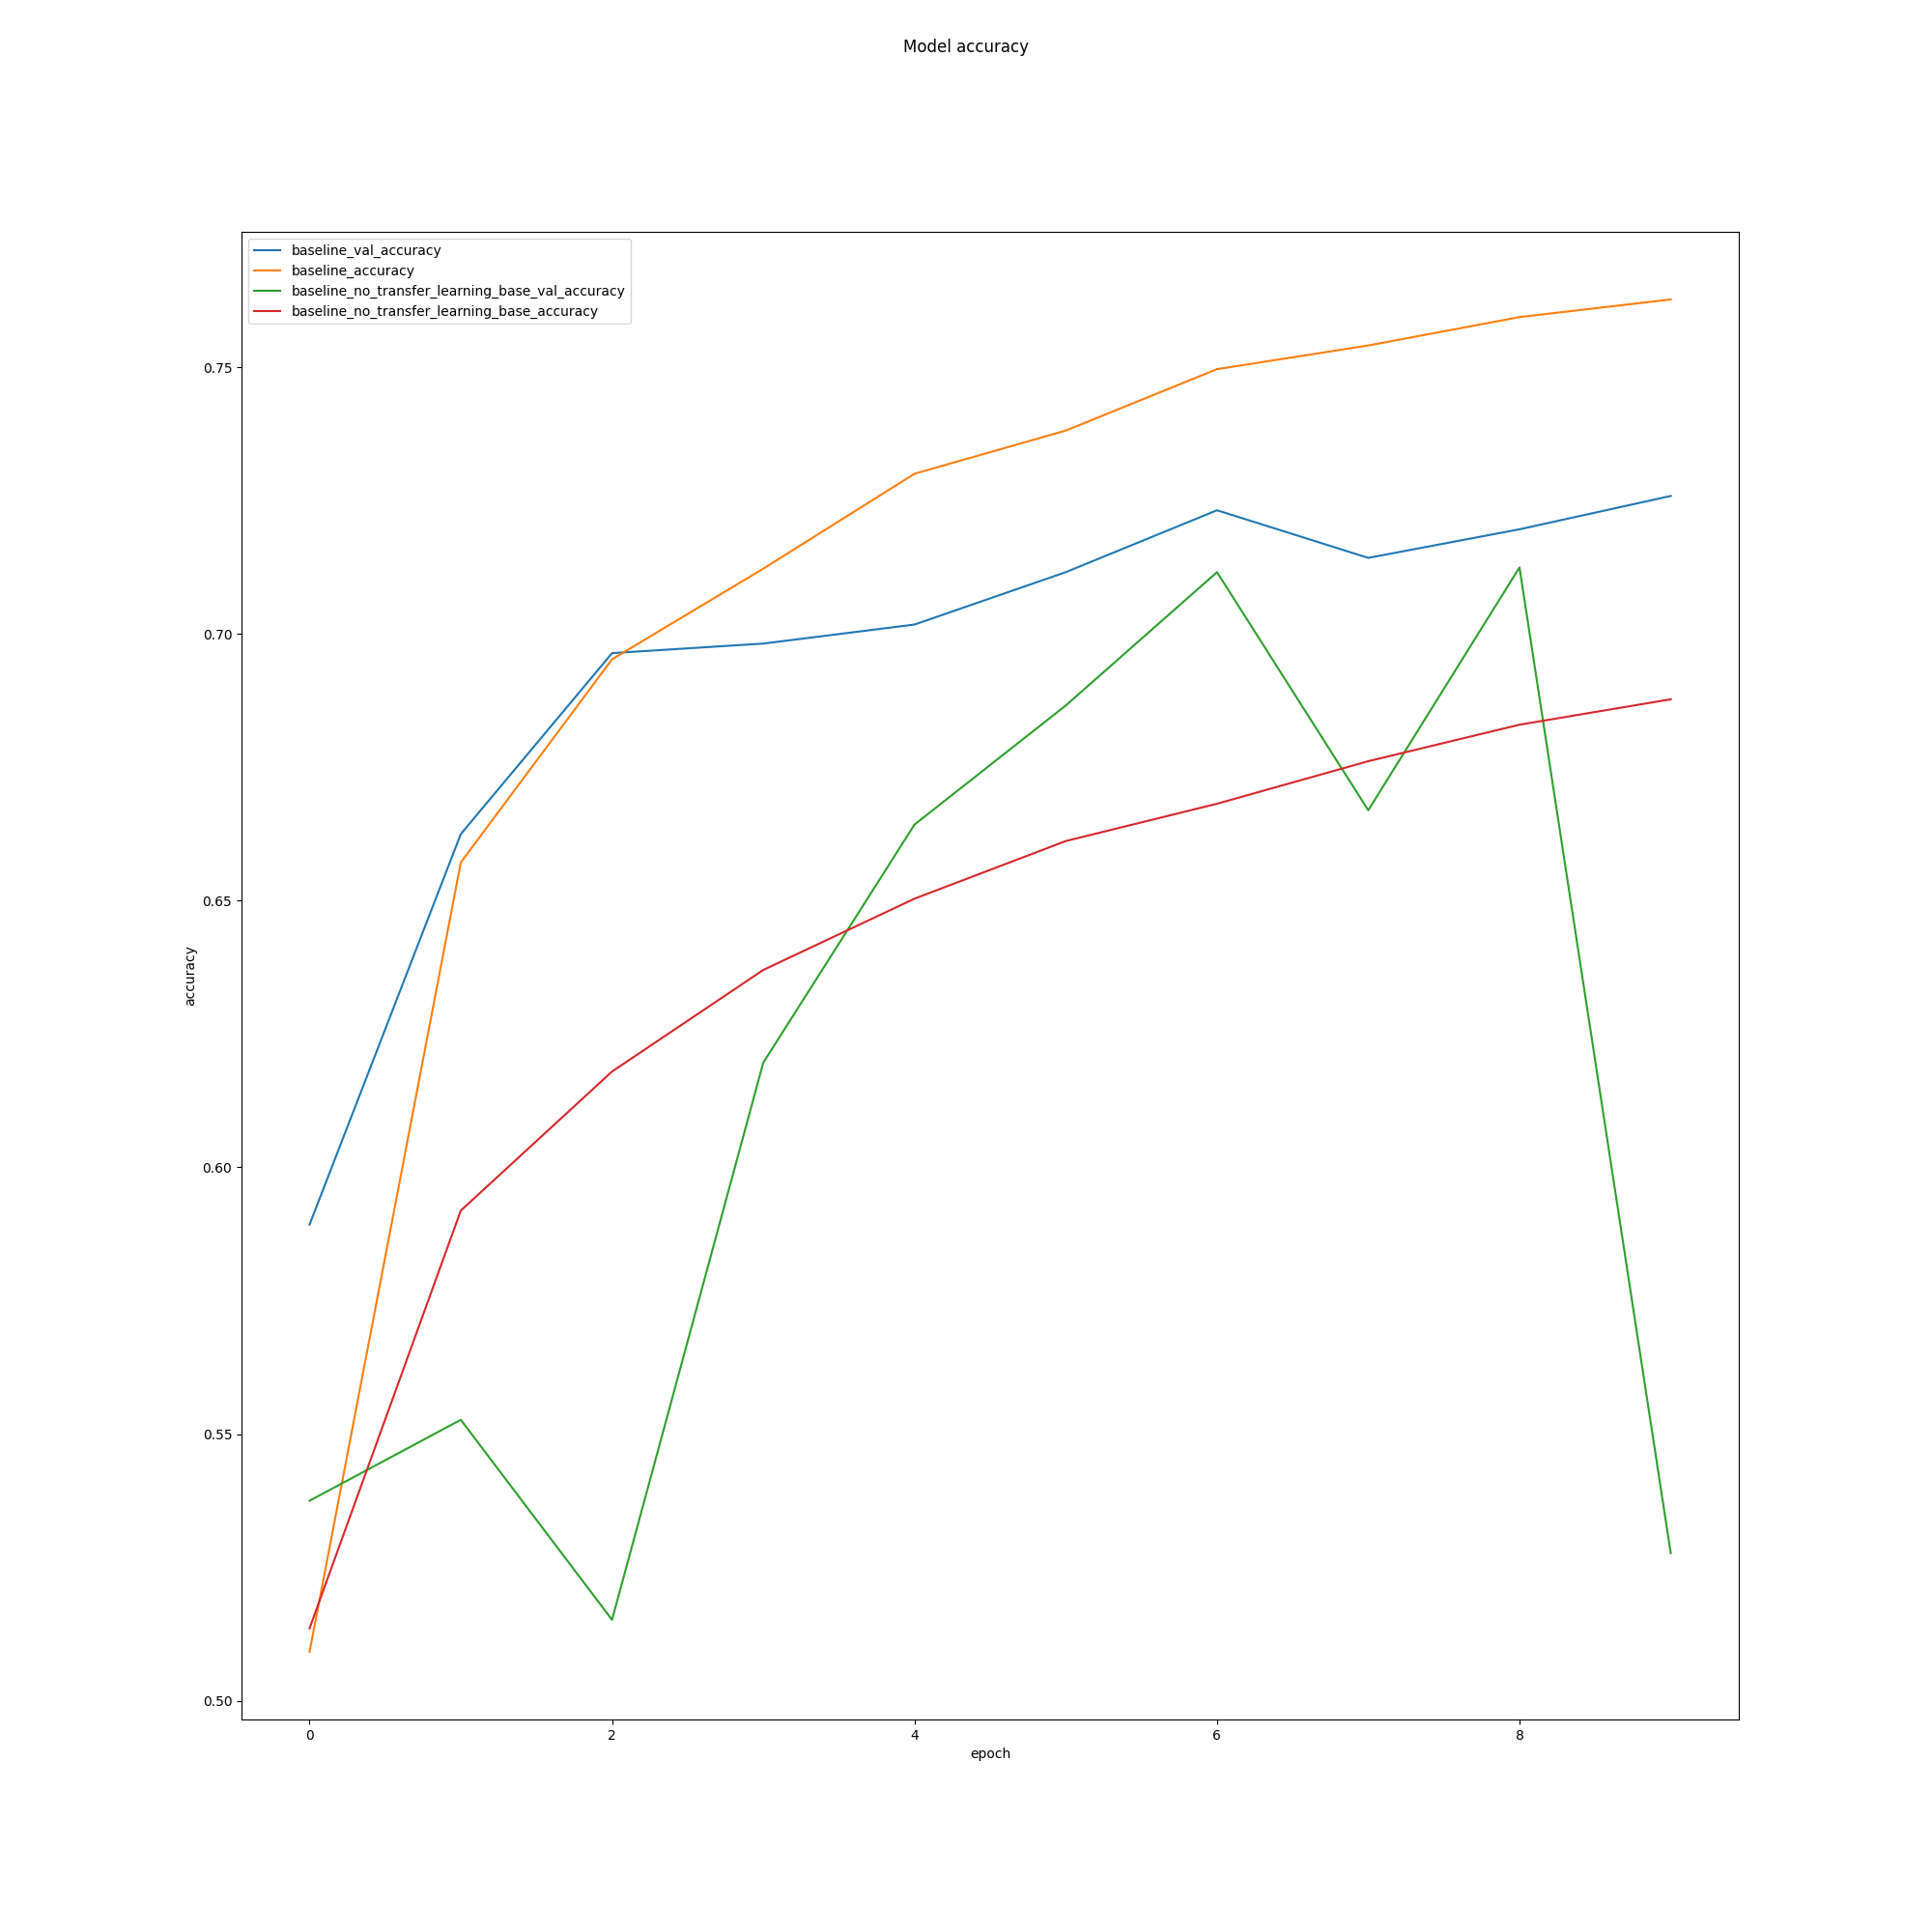 Model accuracy
baseline_val_accuracy
baseline_accuracy
baseline_no_transfer_learning_base_val_accuracy
baseline_no_transfer_learning_base_accuracy
0.75
0.70
0.65
0.60
0.55
0.50
accuracy
0 2 4 6 8
epoch